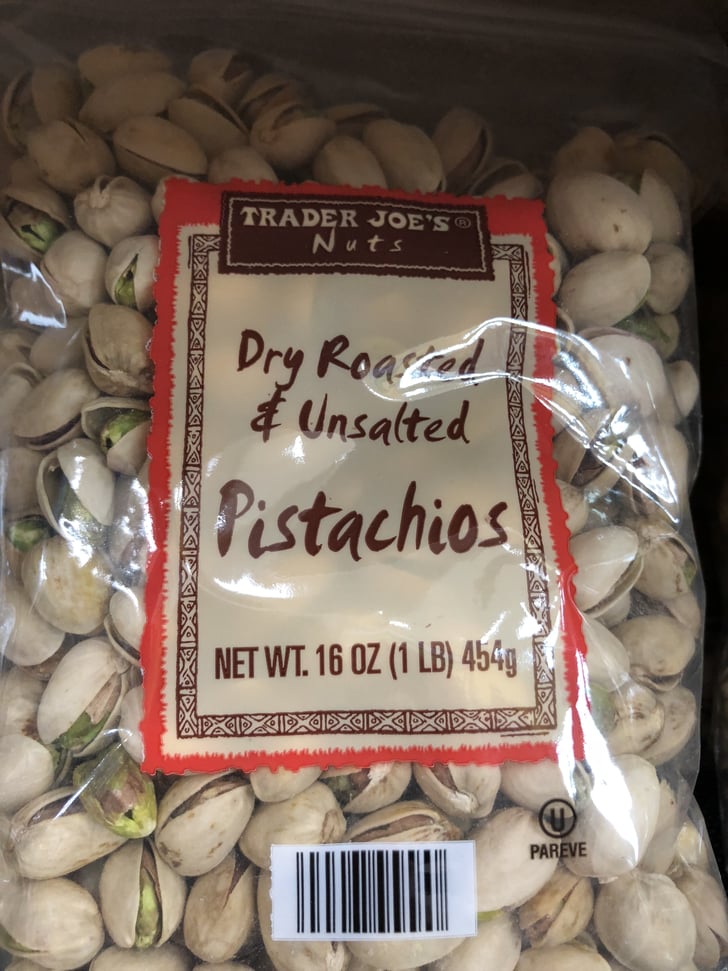 TRADER JOE'S®
Nuts
Dry Roasted
& Unsalted
Pistachios
NET WT. 16 OZ (1 LB) 454g
U
PAREVE